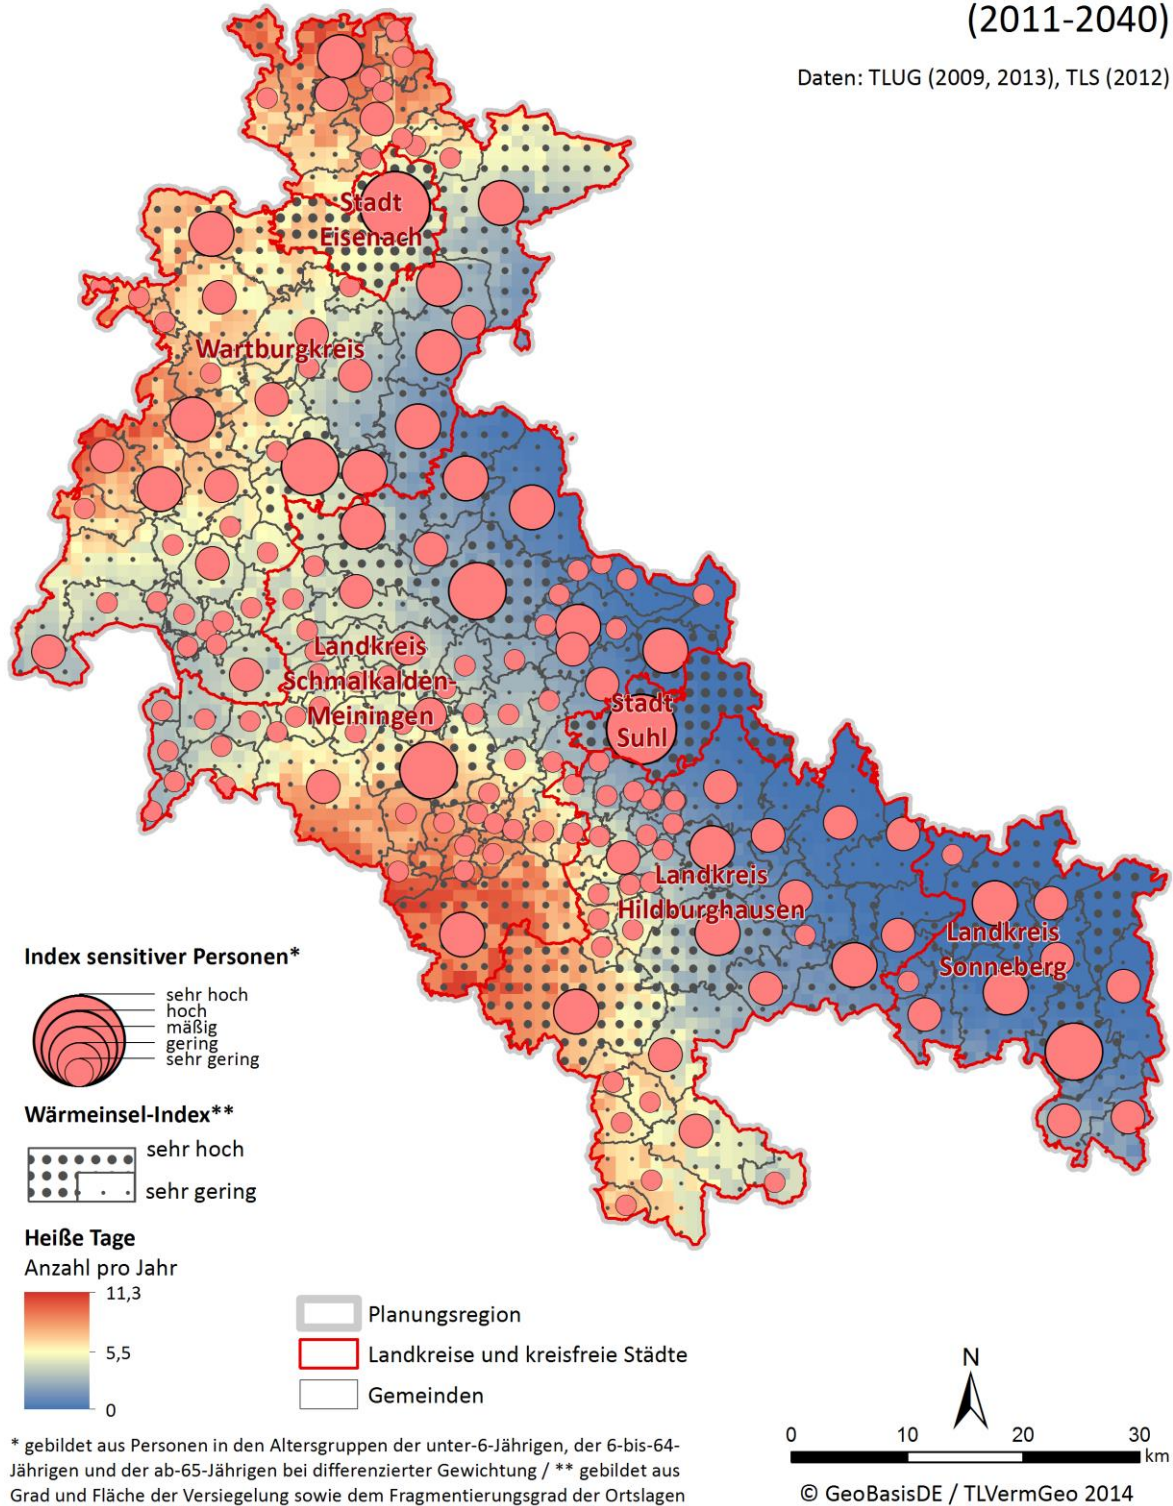 (2011-2040)
Daten: TLUG (2009, 2013), TLS (2012)
Stadt
Eisenach
Wartburgkreis
Landkreis
Schmalkalden-
Meiningen
Stadt
Suhl
Landkreis
Hildburghausen
Landkreis
Sonneberg
Index sensitiver Personen*
sehr hoch
hoch
mäßig
gering
sehr gering
Wärmeinsel-Index**
sehr hoch
sehr gering
Heiße Tage
Anzahl pro Jahr
11,3
5,5
0
Planungsregion
Landkreise und kreisfreie Städte
Gemeinden
N
0 10 20 30
km
* gebildet aus Personen in den Altersgruppen der unter-6-Jährigen, der 6-bis-64-
Jährigen und der ab-65-Jährigen bei differenzierter Gewichtung / ** gebildet aus
Grad und Fläche der Versiegelung sowie dem Fragmentierungsgrad der Ortslagen
© GeoBasisDE / TLVermGeo 2014